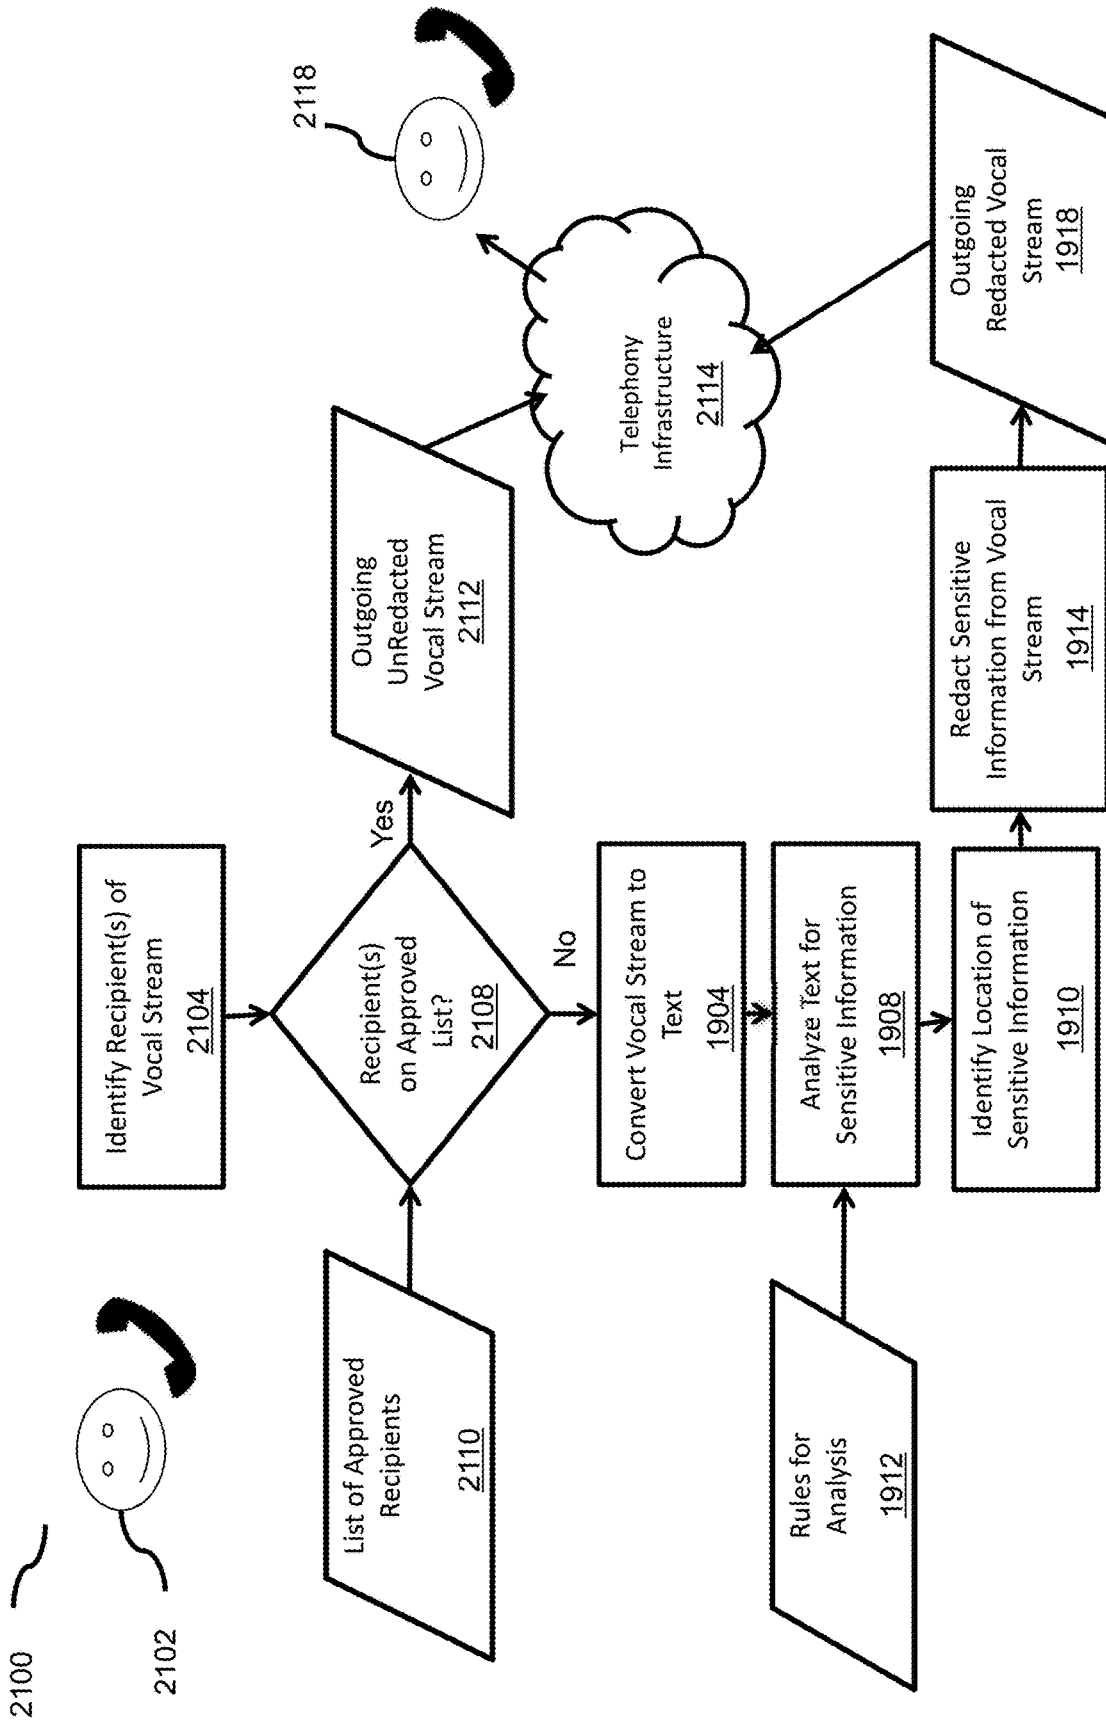 2100
2102
Identify Recipient(s) of
Vocal Stream
2104
List of Approved
Recipients
2110
Recipient(s)
on Approved
List?
2108
Yes
No
Outgoing
UnRedacted
Vocal Stream
2112
2118
Telephony
Infrastructure
2114
Convert Vocal Stream to
Text
1904
Rules for
Analysis
1912
Analyze Text for
Sensitive Information
1908
Identify Location of
Sensitive Information
1910
Redact Sensitive
Information from Vocal
Stream
1914
Outgoing
Redacted Vocal
Stream
1918